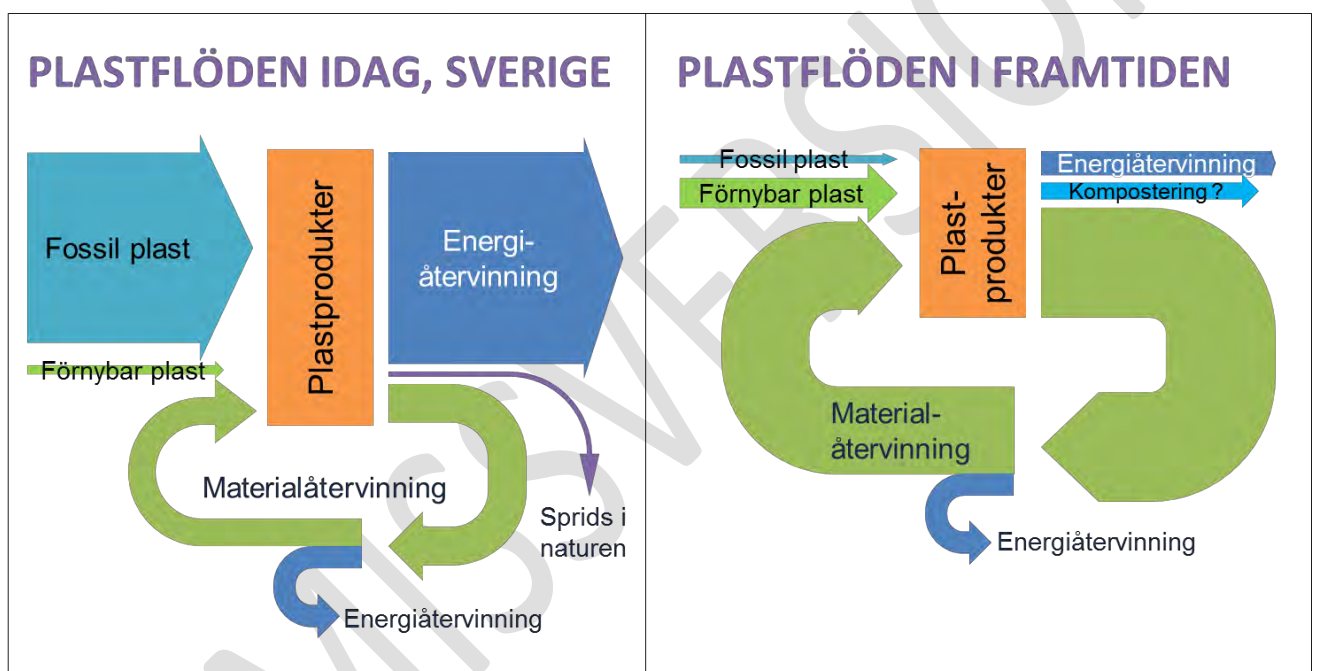 PLASTFLÖDEN IDAG, SVERIGE
Fossil plast
Förnybar plast
Plastprodukter
Energi-
återvinning
Materialåtervinning
Sprids i
naturen
Energiåtervinning
PLASTFLÖDEN I FRAMTIDEN
Fossil plast
Förnybar plast
Plast-
produkter
Energiåtervinning
Kompostering ?
Material-
återvinning
Energiåtervinning
MISSVERSION